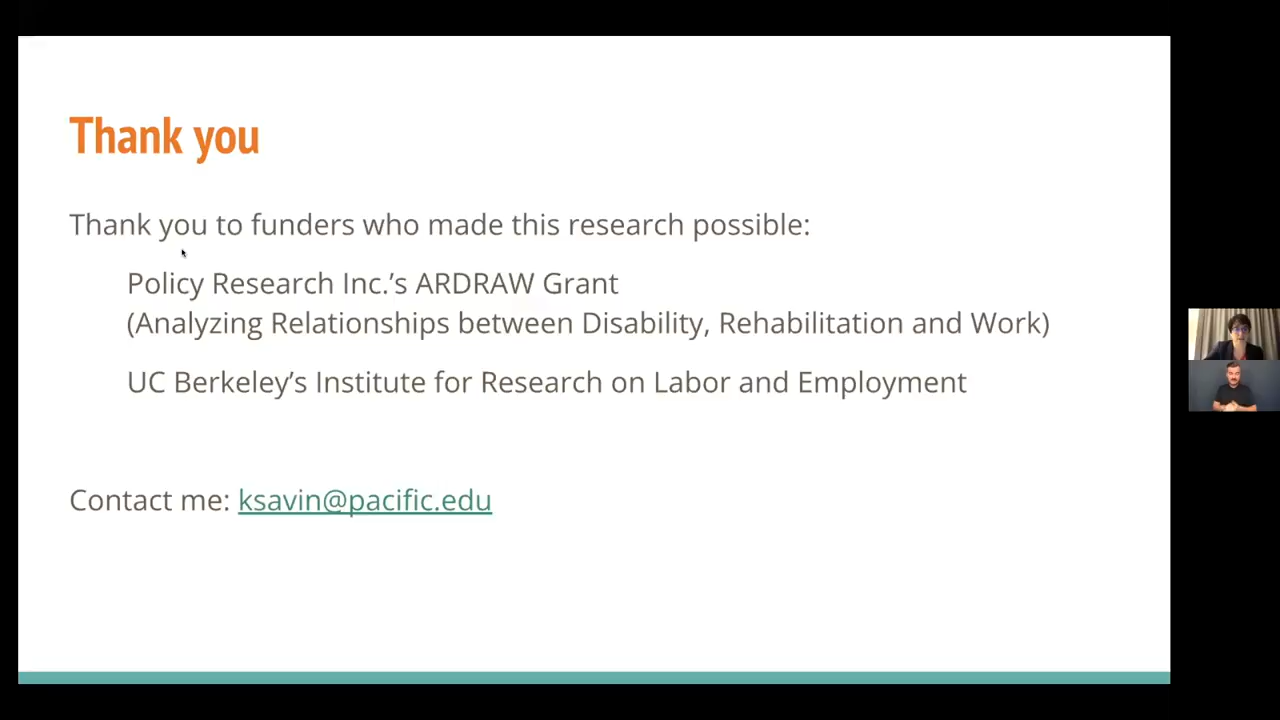 Thank you
Thank you to funders who made this research possible:
Policy Research Inc.’s ARDRAW Grant
(Analyzing Relationships between Disability, Rehabilitation and Work)
UC Berkeley’s Institute for Research on Labor and Employment
Contact me: ksavin@pacific.edu